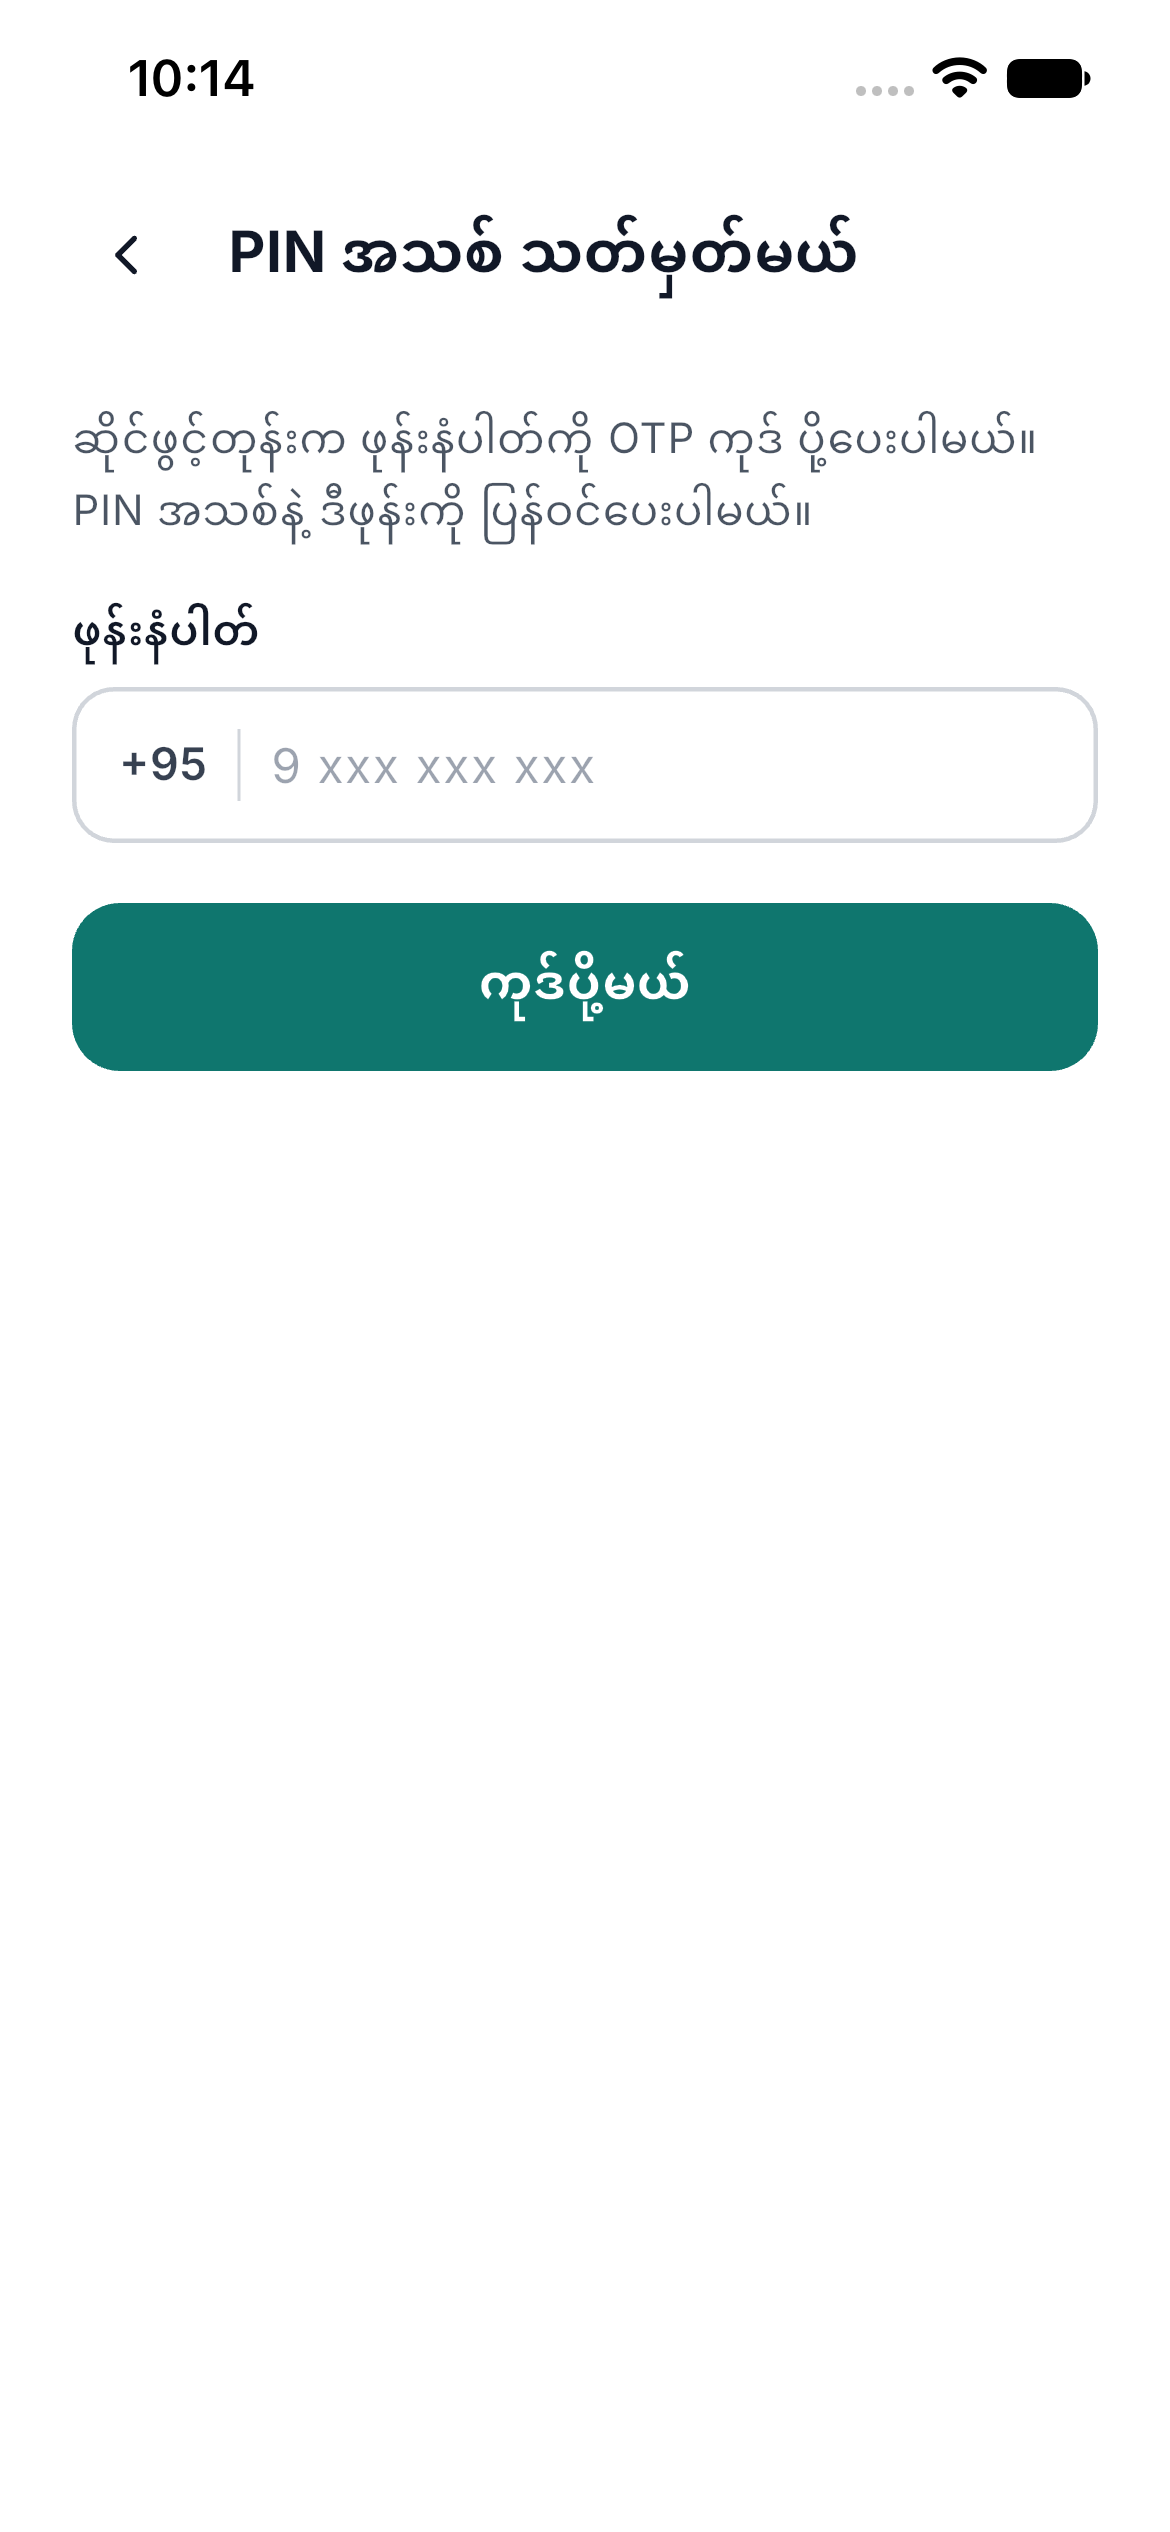 10:14
PIN အသစ် သတ်မှတ်မယ်
ဆိုင်ဖွင့်တုန်းက ဖုန်းနံပါတ်ကို OTP ကုဒ် ပို့ပေးပါမယ်။
PIN အသစ်နဲ့ ဒီဖုန်းကို ပြန်ဝင်ပေးပါမယ်။
ဖုန်းနံပါတ်
+95 9 xxx xxx xxx
ကုဒ်ပို့မယ်